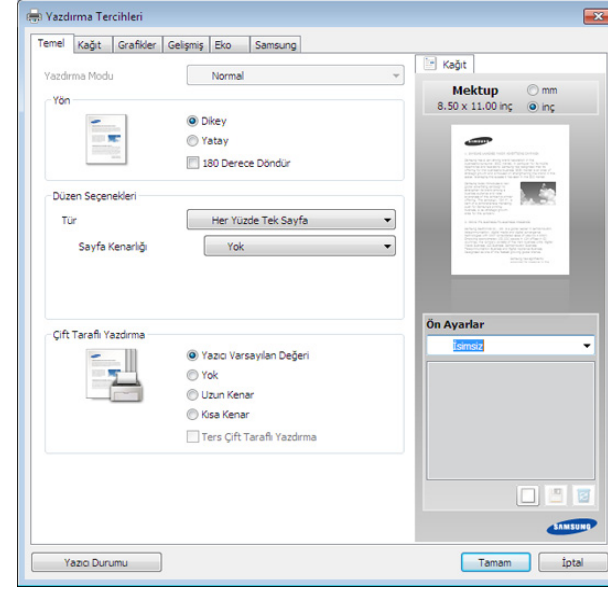 Yazdırma Tercihleri
Temel Kağıt Grafikler Gelişmiş Eko Samsung
Yazdırma Modu Normal
Yön
Dikey
Yatay
180 Derece Döndür
Düzen Seçenekleri
Tür Her Yüzde Tek Sayfa
Sayfa Kenarlığı Yok
Çift Taraflı Yazdırma
Yazıcı Varsayılan Değeri
Yok
Uzun Kenar
Kısa Kenar
Ters Çift Taraflı Yazdırma
Kağıt
Mektup mm
8.50 x 11.00 inç inç
SAMSUNG
Ön Ayarlar
İsimsiz
SAMSUNG
Yazıcı Durumu Tamam İptal